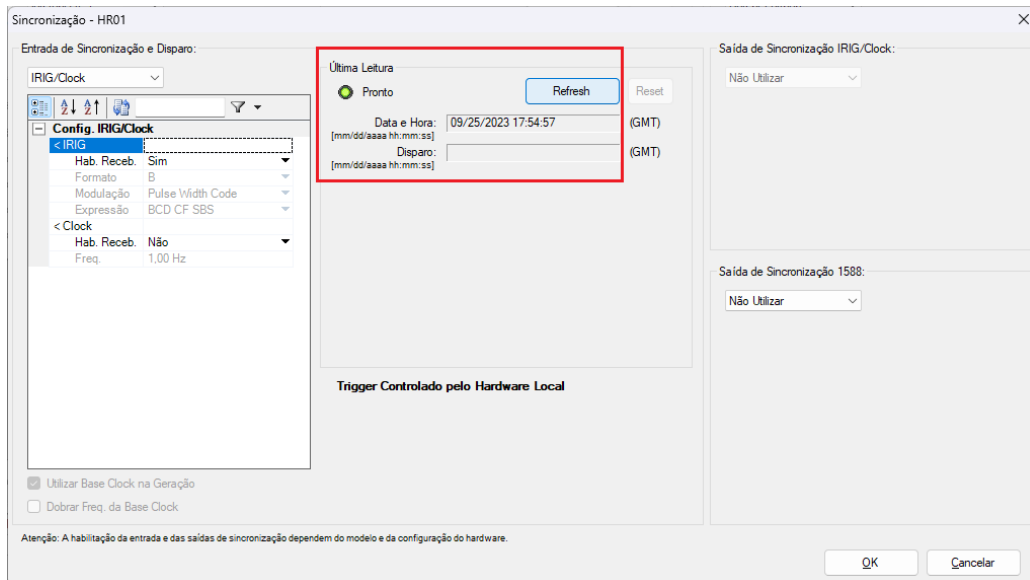 Sincronização - HR01
Entrada de Sincronização e Disparo:
IRIG/Clock
Config. IRIG/Clock
< IRIG
Hab. Receb. Sim
Formato B
Modulação Pulse Width Code
Expressão BCD CF SBS
< Clock
Hab. Receb. Não
Freq. 1,00 Hz
Utilizar Base Clock na Geração
Dobrar Freq. da Base Clock
Última Leitura
Pronto Refresh Reset
Data e Hora: 09/25/2023 17:54:57 (GMT)
[mm/dd/aaaa hh:mm:ss]
Disparo: (GMT)
[mm/dd/aaaa hh:mm:ss]
Trigger Controlado pelo Hardware Local
Saída de Sincronização IRIG/Clock:
Não Utilizar
Saída de Sincronização 1588:
Não Utilizar
Atenção: A habilitação da entrada e das saídas de sincronização dependem do modelo e da configuração do hardware.
OK Cancelar